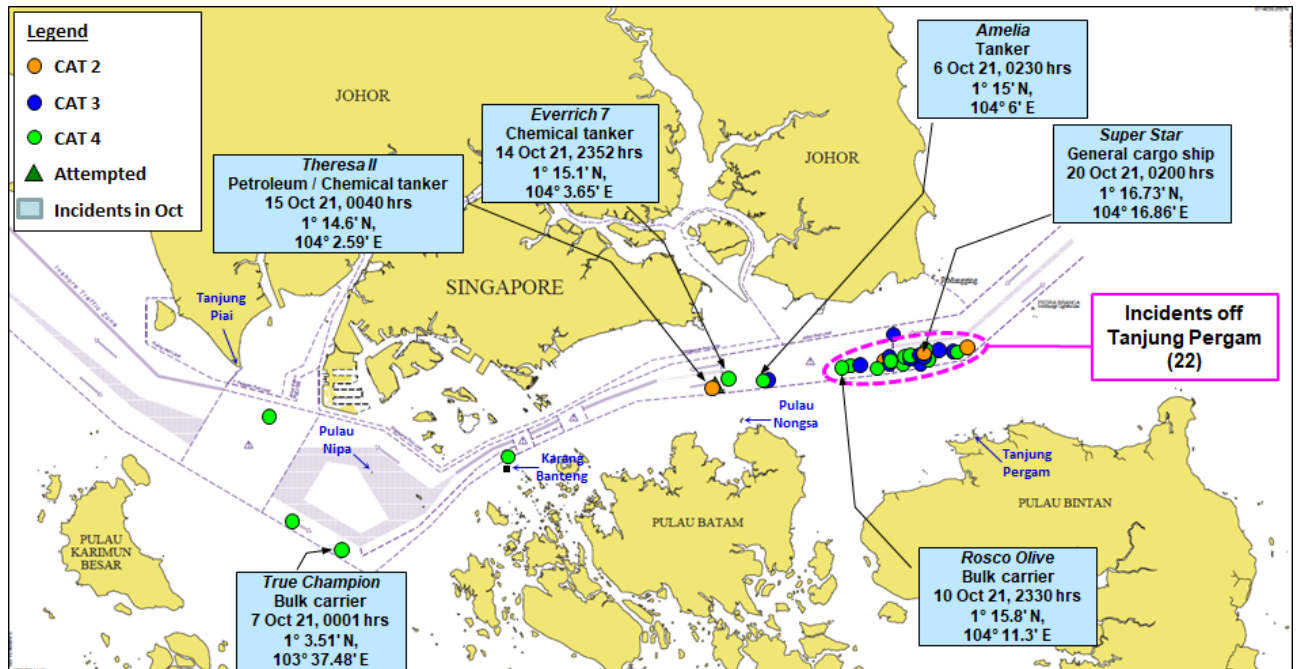 Legend
CAT 2
CAT 3
CAT 4
Attempted
Incidents in Oct
JOHOR
Theresa II
Petroleum / Chemical tanker
15 Oct 21, 0040 hrs
1° 14.6' N,
104° 2.59' E
Everrich 7
Chemical tanker
14 Oct 21, 2352 hrs
1° 15.1' N,
104° 3.65' E
Amelia
Tanker
6 Oct 21, 0230 hrs
1° 15' N,
104° 6' E
JOHOR
Super Star
General cargo ship
20 Oct 21, 0200 hrs
1° 16.73' N,
104° 16.86' E
SINGAPORE
Tanjung
Piai
PEDRA BRANCA
Incidents off
Tanjung Pergam
(22)
Pulau
Nongsa
Pulau
Nipa
Karang
Banteng
Tanjung
Pergam
PULAU BINTAN
PULAU BATAM
PULAU
KARIMUN
BESAR
True Champion
Bulk carrier
7 Oct 21, 0001 hrs
1° 3.51' N,
103° 37.48' E
Rosco Olive
Bulk carrier
10 Oct 21, 2330 hrs
1° 15.8' N,
104° 11.3' E